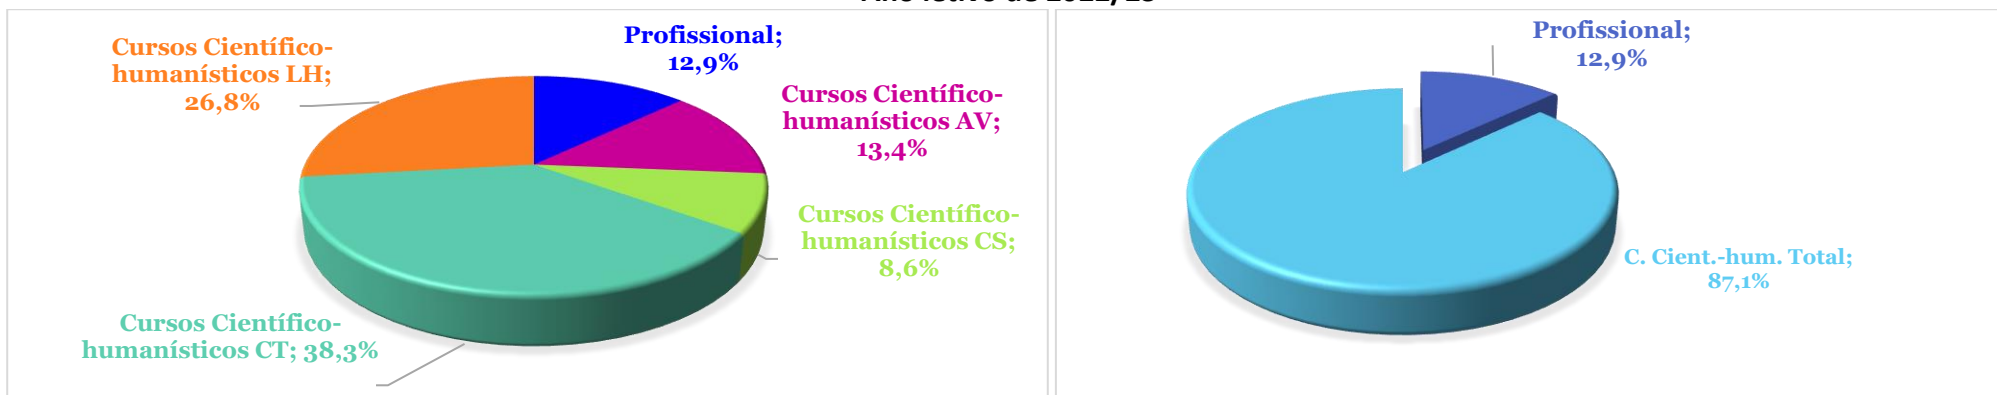 Cursos Científico-
humanísticos LH;
26,8%
Profissional;
12,9%
Cursos Científico-
humanísticos AV;
13,4%
Cursos Científico-
humanísticos CS;
8,6%
Cursos Científico-
humanísticos CT; 38,3%
Profissional;
12,9%
C. Cient.-hum. Total;
87,1%